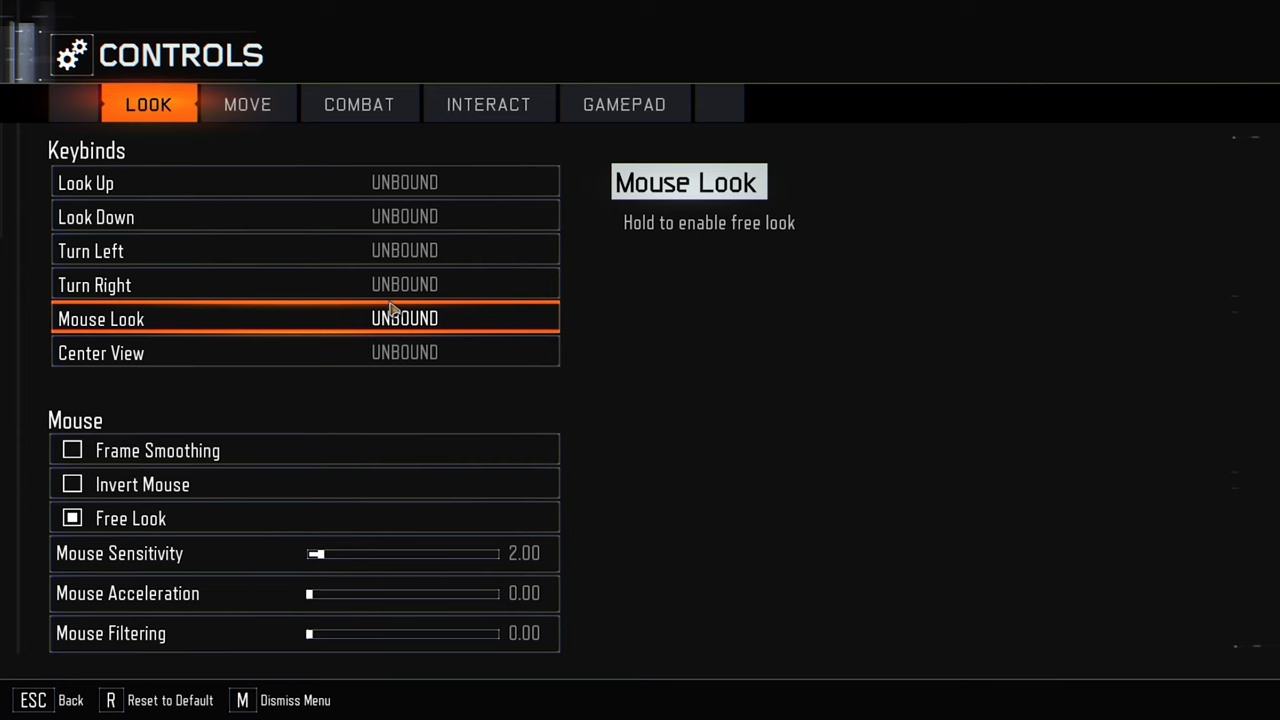 CONTROLS
LOOK MOVE COMBAT INTERACT GAMEPAD
Keybinds
Look Up UNBOUND
Look Down UNBOUND
Turn Left UNBOUND
Turn Right UNBOUND
Mouse Look UNBOUND
Center View UNBOUND
Mouse Look
Hold to enable free look
Mouse
Frame Smoothing
Invert Mouse
Free Look
Mouse Sensitivity 2.00
Mouse Acceleration 0.00
Mouse Filtering 0.00
ESC Back R Reset to Default M Dismiss Menu